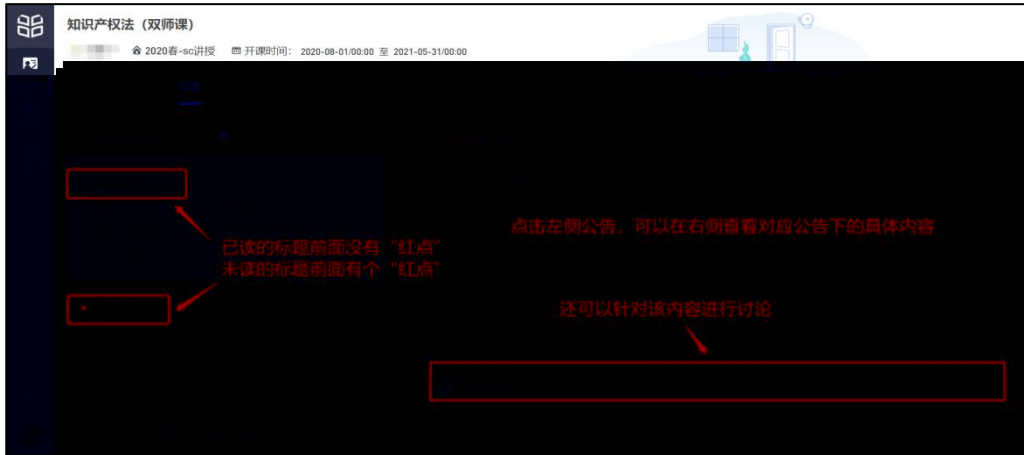 知识产权法（双师课）
2020春-sc讲授 开课时间： 2020-08-01/00:00 至 2021-05-31/00:00
点击左侧公告，可以在右侧查看对应公告下的具体内容
已读的标题前面没有“红点”
未读的标题前面有个“红点”
还可以针对该内容进行讨论